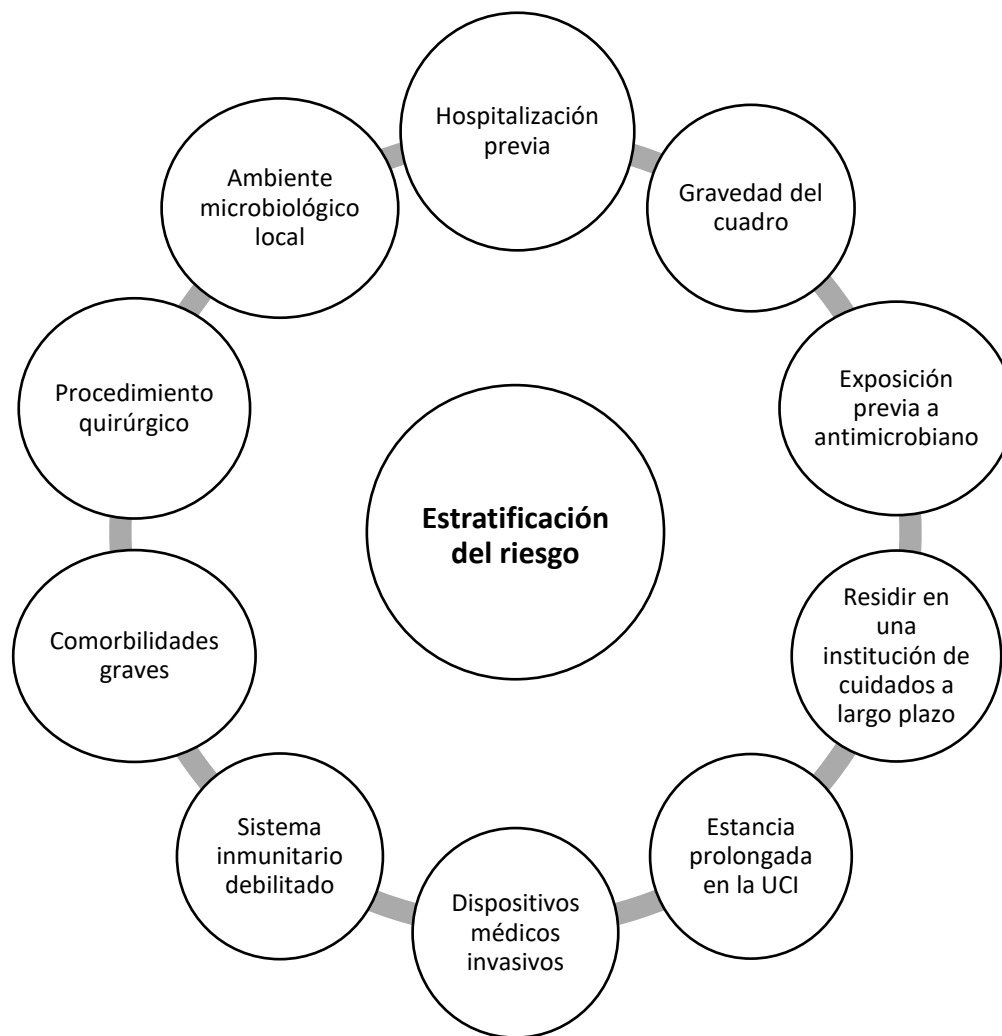 Hospitalización
previa
Gravedad del
cuadro
Exposición
previa a
antimicrobiano
Residir en
una
institución de
cuidados a
largo plazo
Estancia
prolongada
en la UCI
Dispositivos
médicos
invasivos
Sistema
inmunitario
debilitado
Comorbilidades
graves
Procedimiento
quirúrgico
Ambiente
microbiológico
local
Estratificación
del riesgo